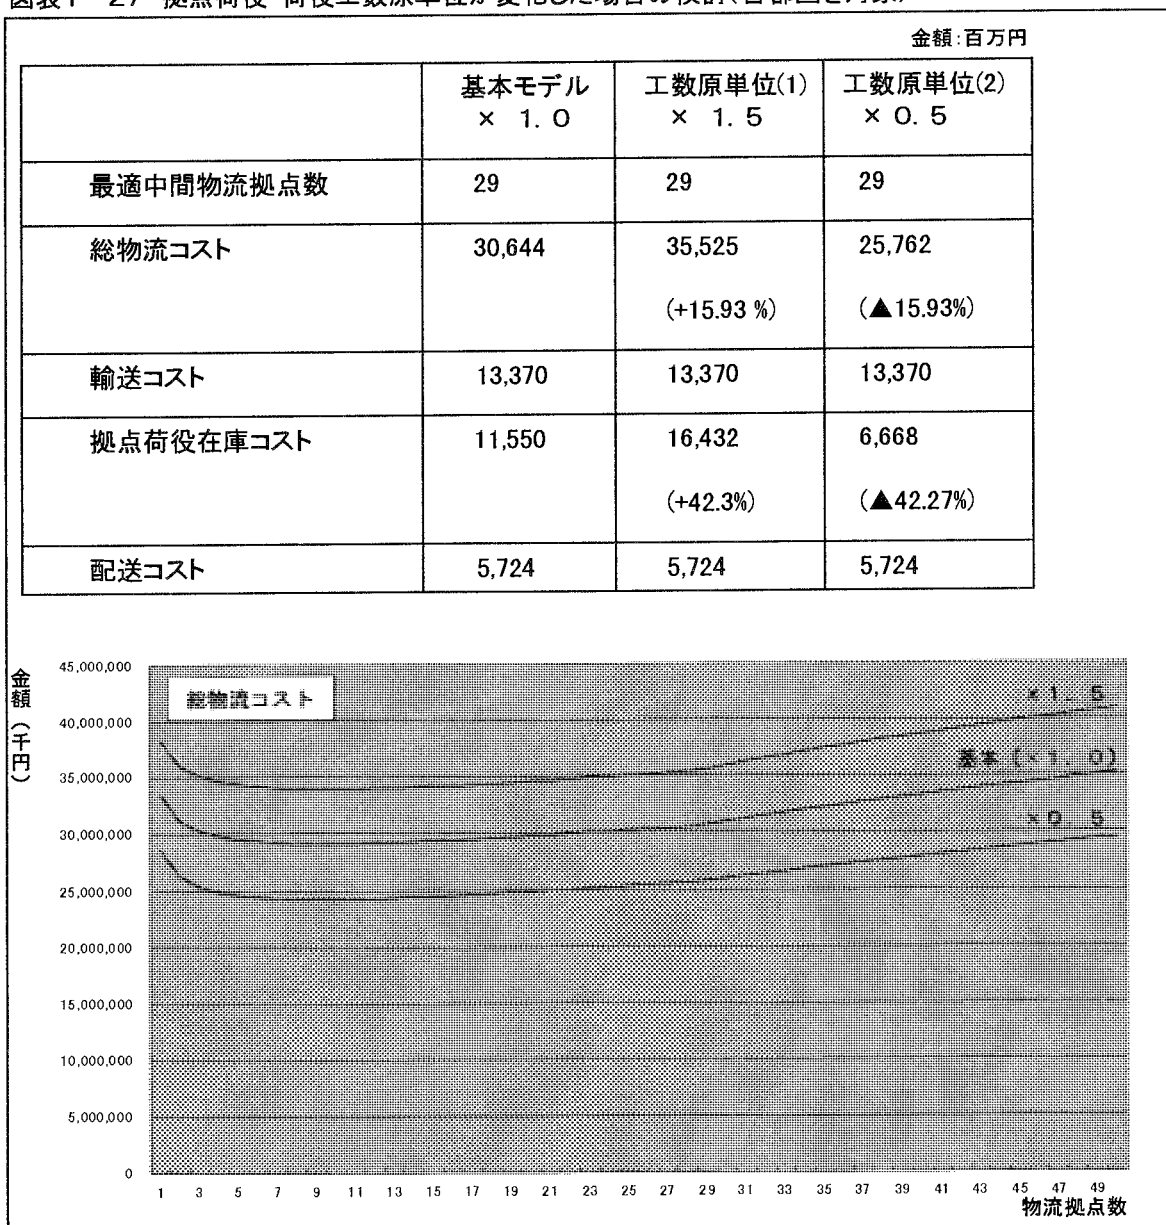 金額:百万円
基本モデル 工数原単位(1) 工数原単位(2)
× 1.0 × 1.5 × 0.5
最適中間物流拠点数 29 29 29
総物流コスト 30,644 35,525 25,762
(+15.93 %) (▲15.93%)
輸送コスト 13,370 13,370 13,370
拠点荷役在庫コスト 11,550 16,432 6,668
(+42.3%) (▲42.27%)
配送コスト 5,724 5,724 5,724
金額(千円)
総物流コスト
45,000,000
40,000,000
35,000,000
30,000,000
25,000,000
20,000,000
15,000,000
10,000,000
5,000,000
0
×1.5
基本(×1.0)
×0.5
1 3 5 7 9 11 13 15 17 19 21 23 25 27 29 31 33 35 37 39 41 43 45 47 49
物流拠点数